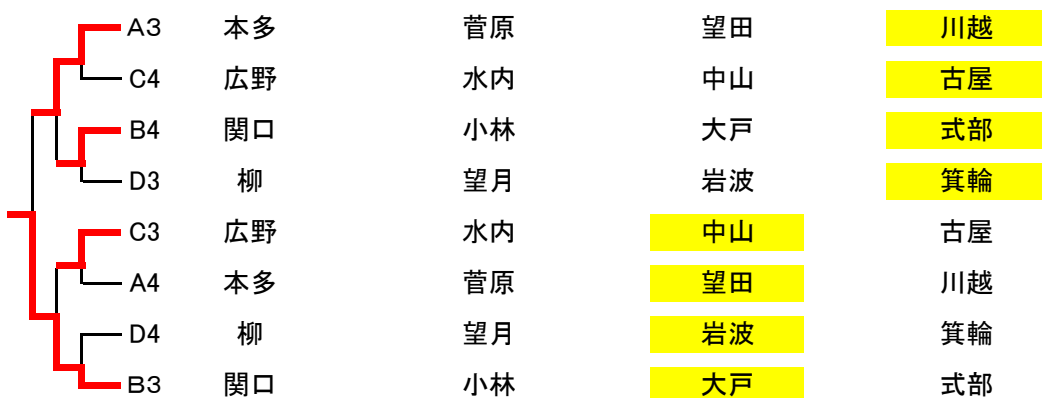 A3 本多 菅原 望田 川越
C4 広野 水内 中山 古屋
B4 関口 小林 大戸 式部
D3 柳 望月 岩波 箕輪
C3 広野 水内 中山 古屋
A4 本多 菅原 望田 川越
D4 柳 望月 岩波 箕輪
B3 関口 小林 大戸 式部